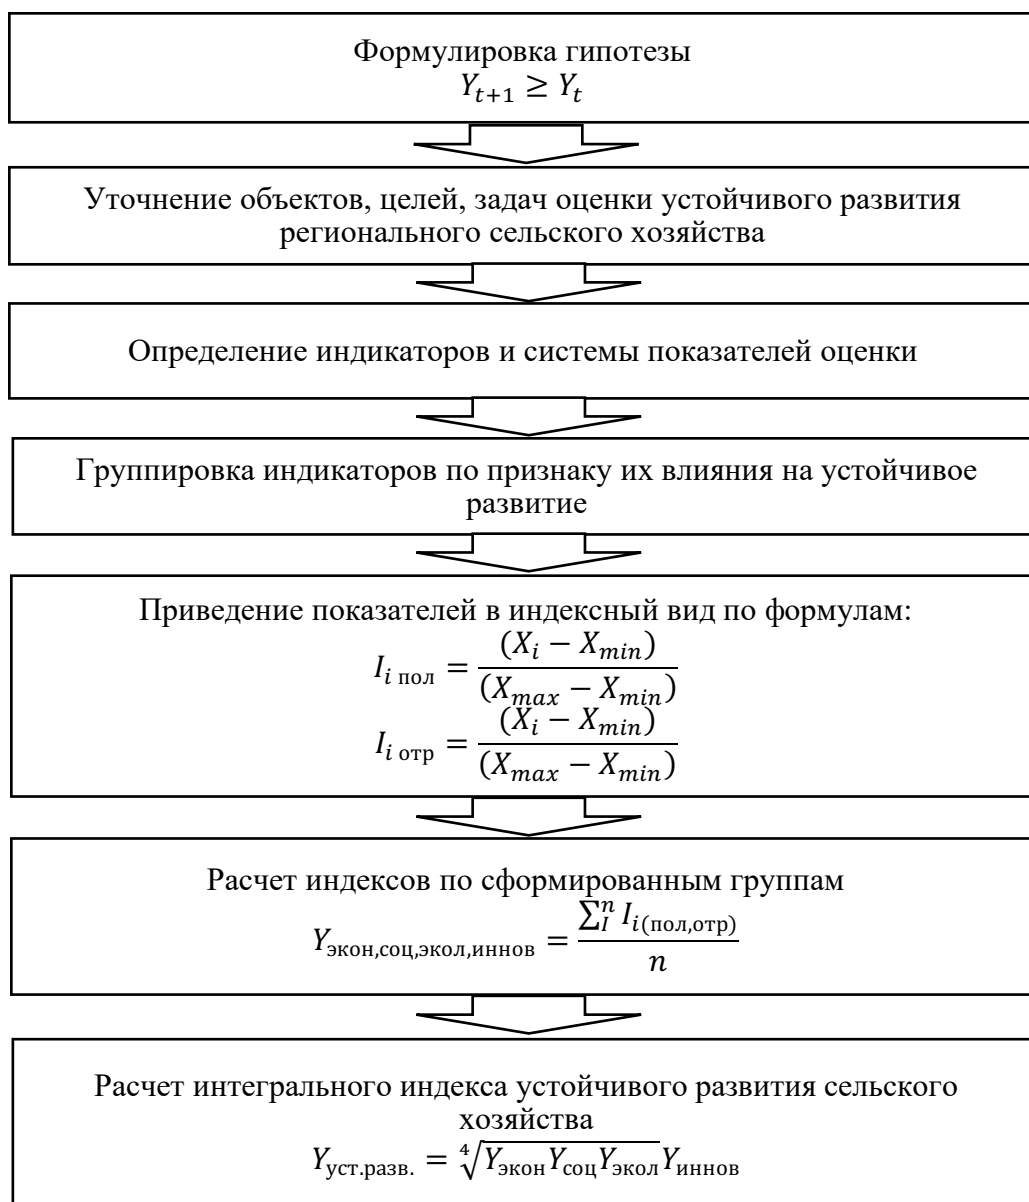 Формулировка гипотезы
Y_{t+1} ≥ Y_t
Уточнение объектов, целей, задач оценки устойчивого развития
регионального сельского хозяйства
Определение индикаторов и системы показателей оценки
Группировка индикаторов по признаку их влияния на устойчивое
развитие
Приведение показателей в индексный вид по формулам:
I_{i пол} = (X_i − X_{min}) / (X_{max} − X_{min})
I_{i отр} = (X_i − X_{min}) / (X_{max} − X_{min})
Расчет индексов по сформированным группам
Y_{экон,соц,экол,иннов} = ∑_I^n I_{i(пол,отр)} / n
Расчет интегрального индекса устойчивого развития сельского
хозяйства
Y_{уст.разв.} = ∜(Y_{экон}Y_{соц}Y_{экол})Y_{иннов}